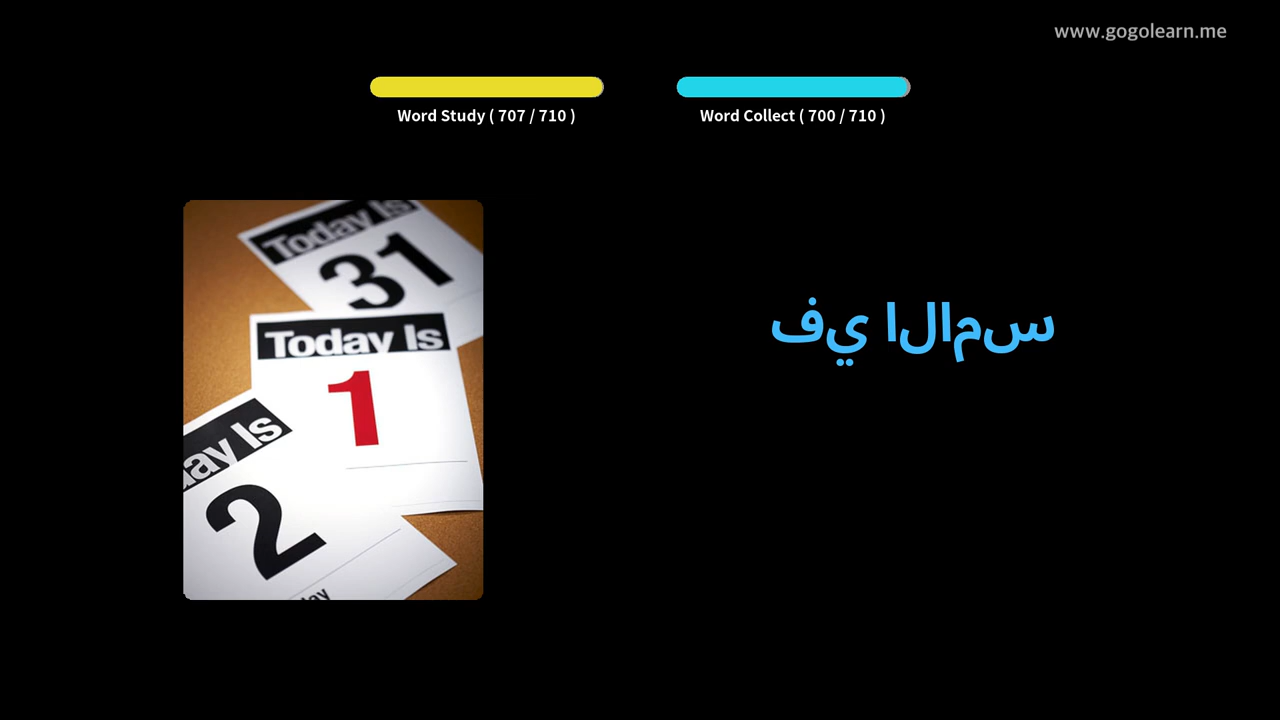 www.gogolearn.me
Word Study ( 707 / 710 )
Word Collect ( 700 / 710 )
Today Is
31
Today Is
1
ay Is
2
في الامس